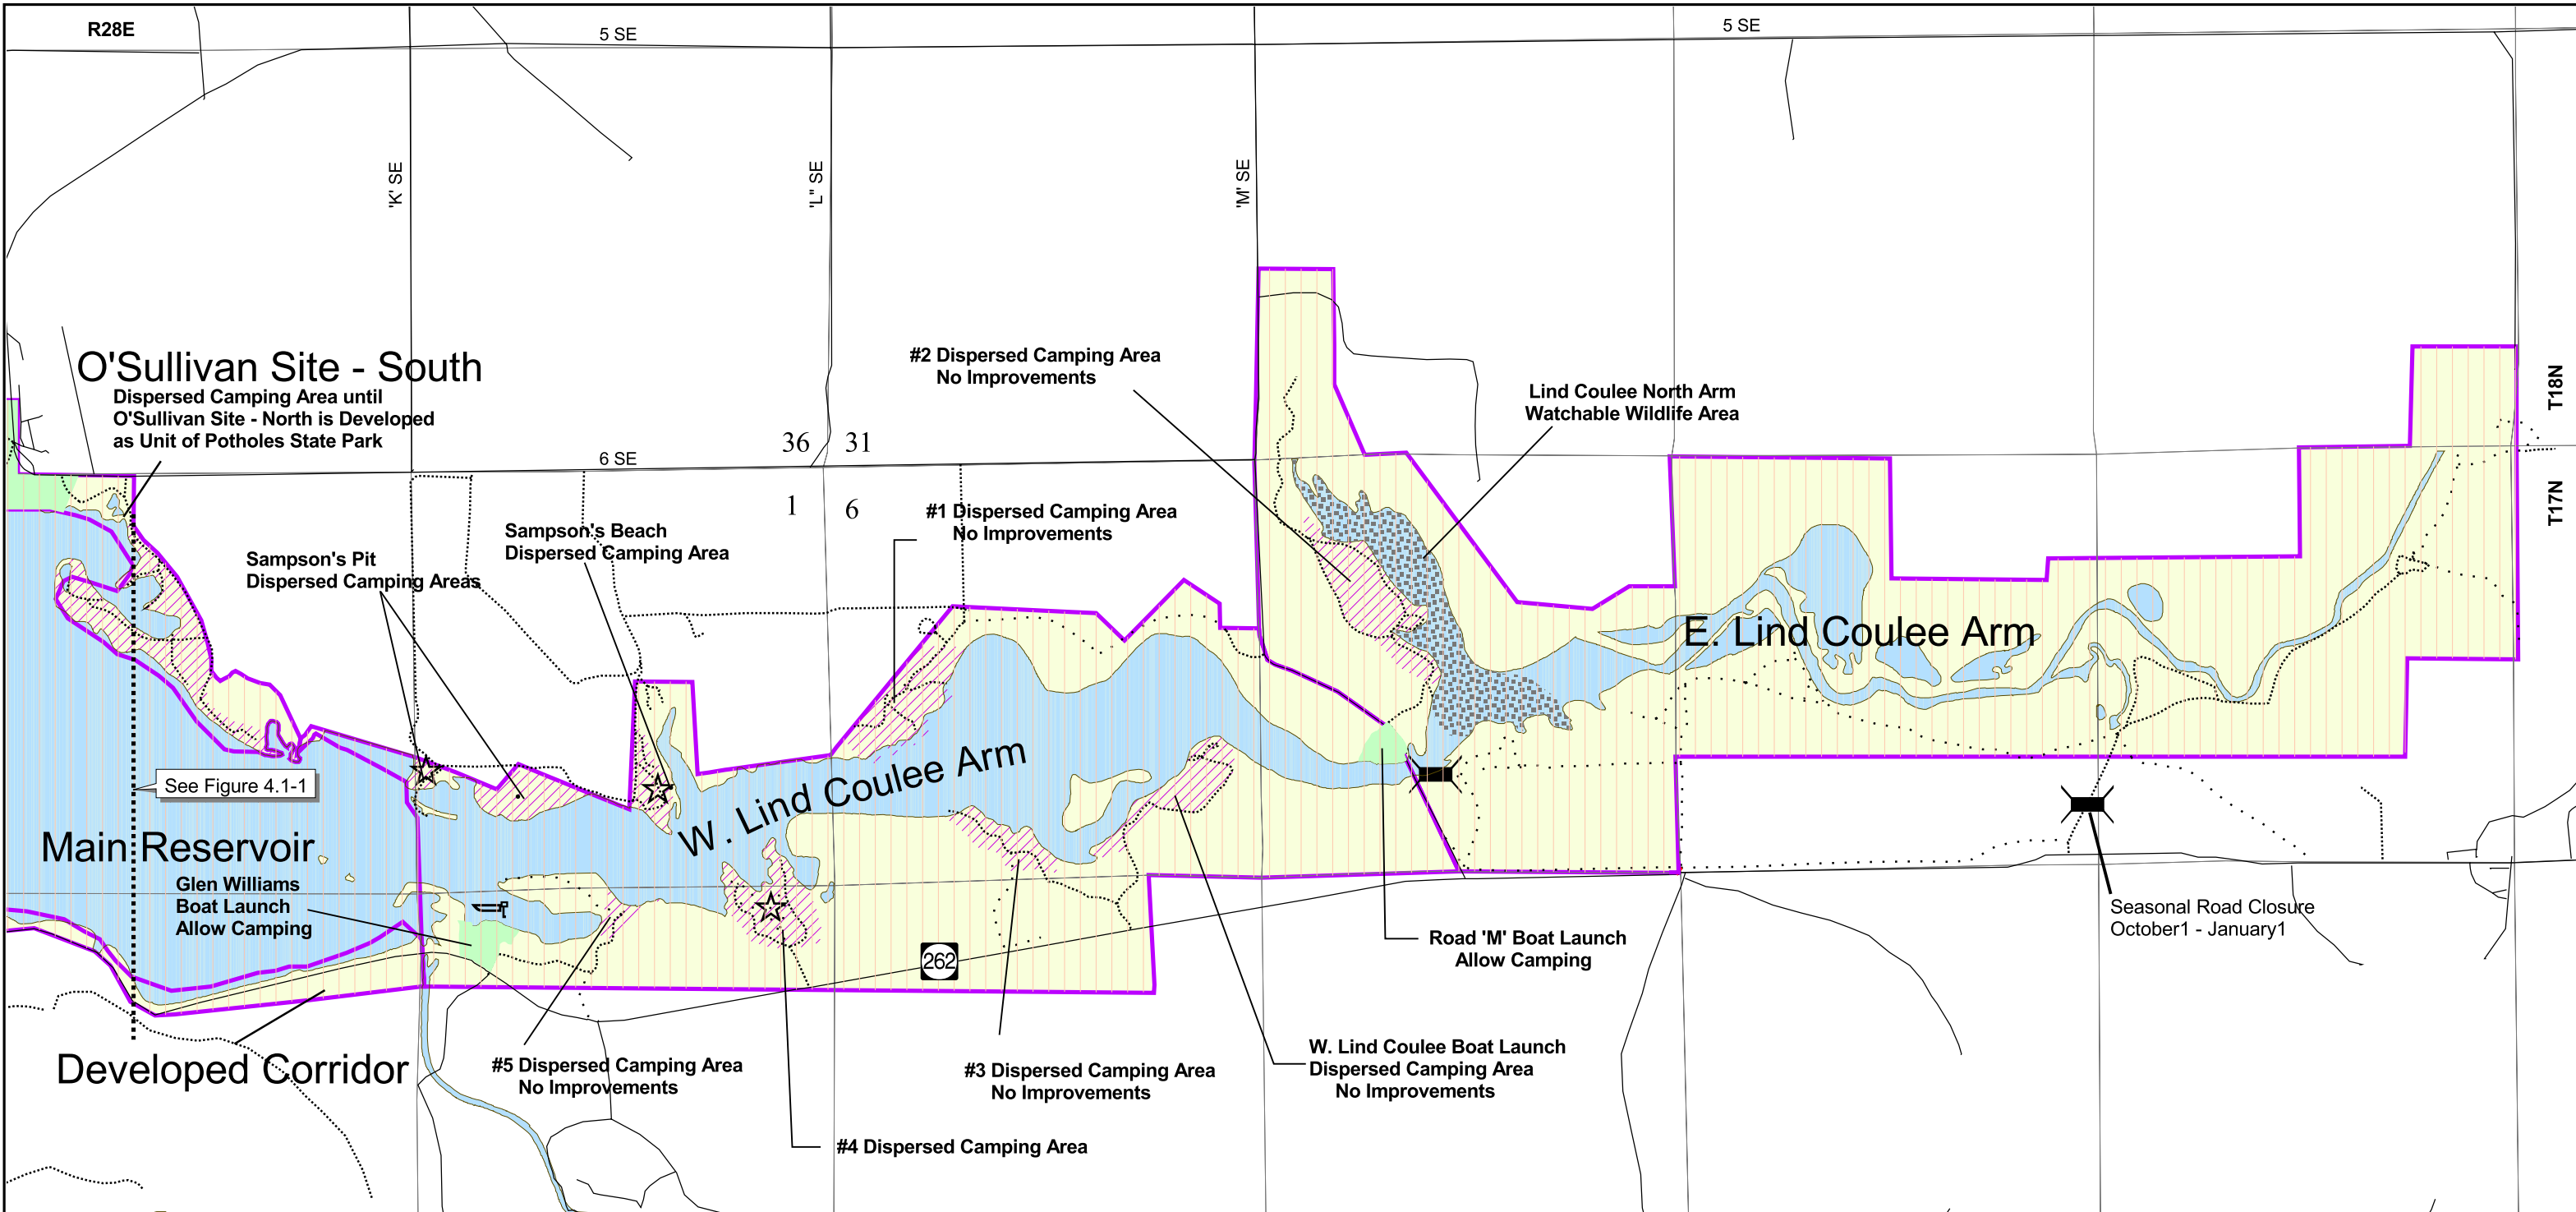 R28E
5 SE
5 SE
'K' SE
'L" SE
'M' SE
O'Sullivan Site - South
Dispersed Camping Area until
O'Sullivan Site - North is Developed
as Unit of Potholes State Park
#2 Dispersed Camping Area
No Improvements
Lind Coulee North Arm
Watchable Wildlife Area
T18N
T17N
36 31
6 SE
1 6
#1 Dispersed Camping Area
No Improvements
Sampson's Beach
Dispersed Camping Area
Sampson's Pit
Dispersed Camping Areas
E. Lind Coulee Arm
W. Lind Coulee Arm
See Figure 4.1-1
Main Reservoir
Glen Williams
Boat Launch
Allow Camping
262
Road 'M' Boat Launch
Allow Camping
Seasonal Road Closure
October1 - January1
Developed Corridor
#5 Dispersed Camping Area
No Improvements
#3 Dispersed Camping Area
No Improvements
W. Lind Coulee Boat Launch
Dispersed Camping Area
No Improvements
#4 Dispersed Camping Area